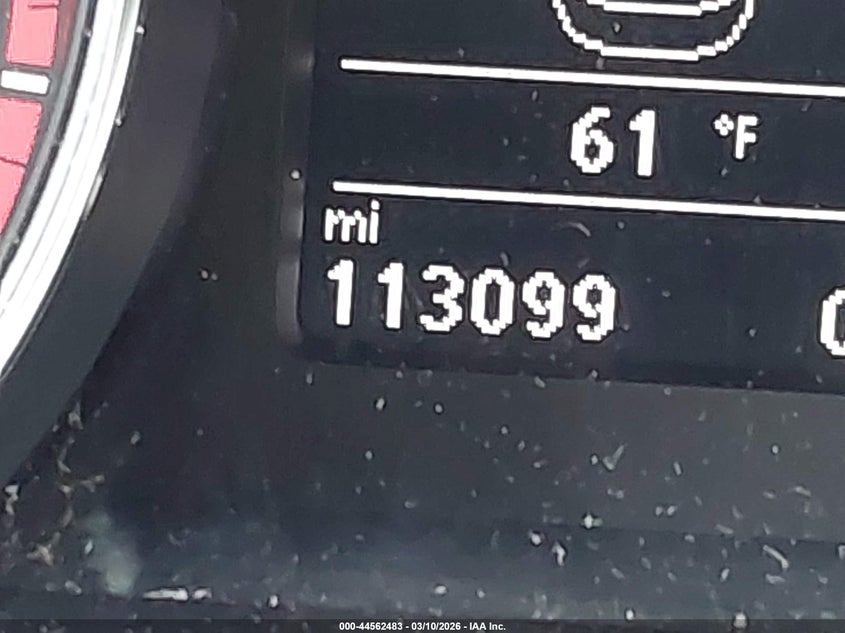 61 °F
mi
113099
000-44562483 - 03/10/2026 - IAA Inc.